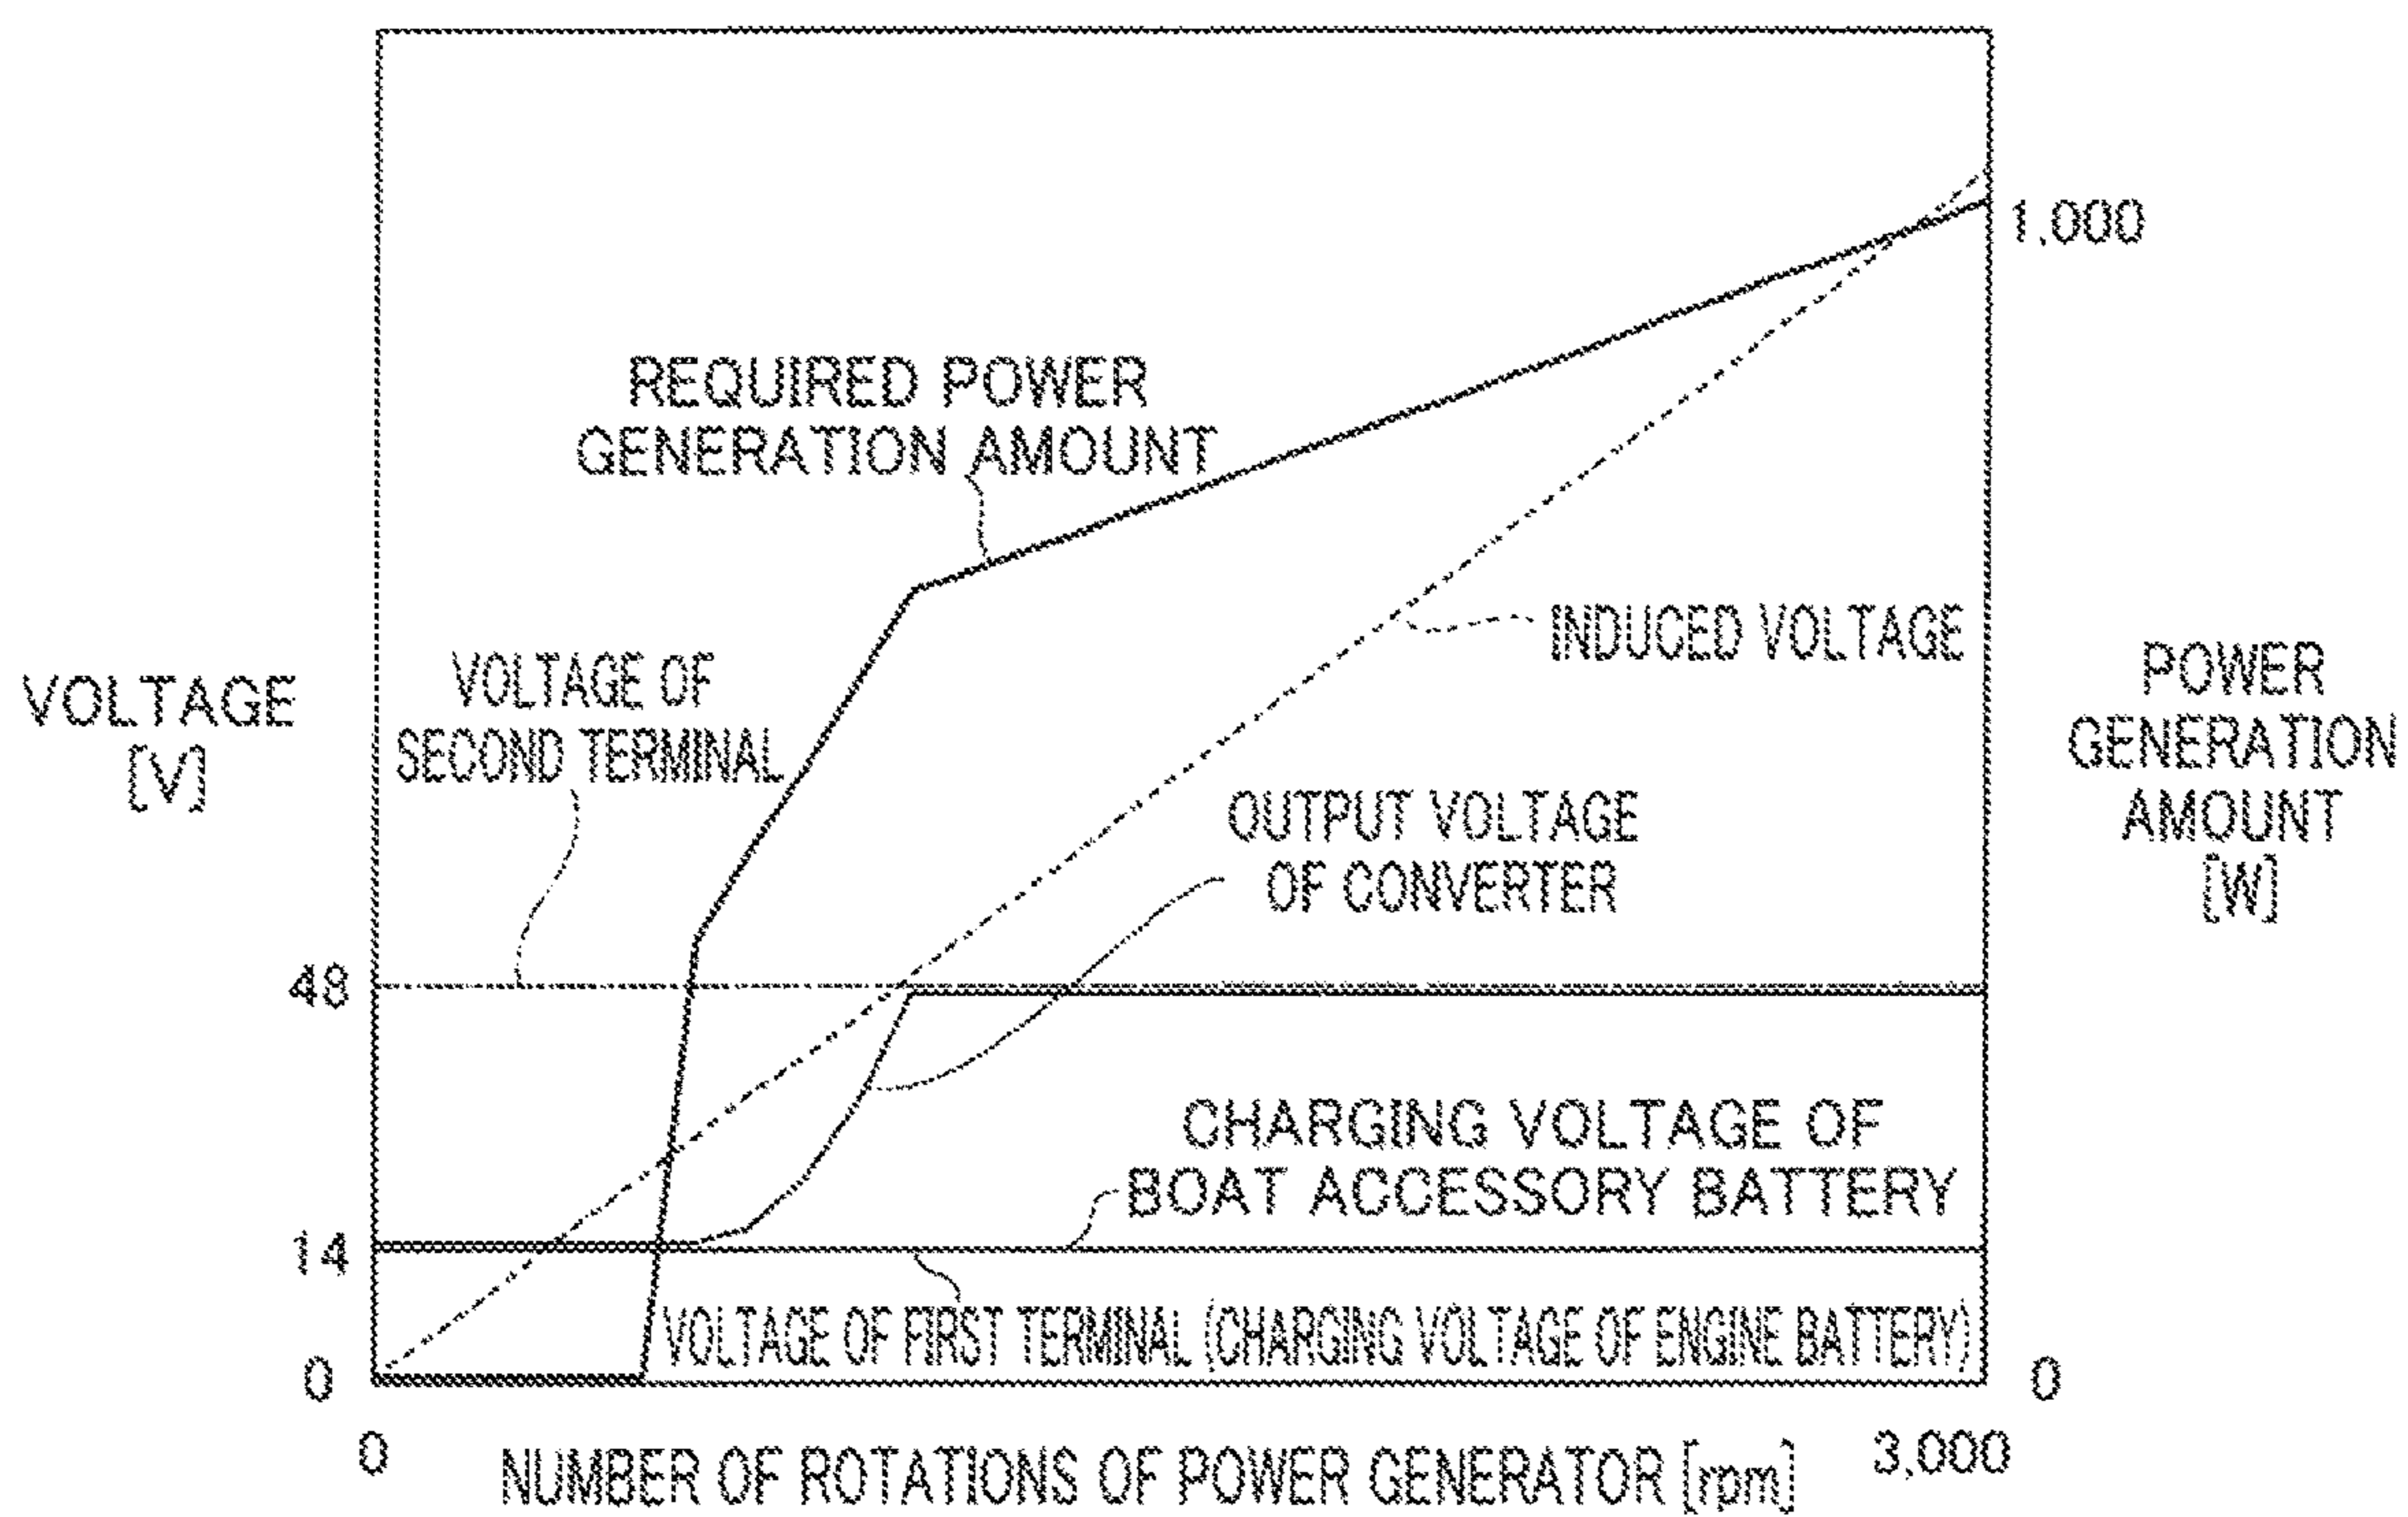 1,000
REQUIRED POWER
GENERATION AMOUNT
INDUCED VOLTAGE
VOLTAGE OF
SECOND TERMINAL
VOLTAGE
[V]
POWER
GENERATION
AMOUNT
[W]
OUTPUT VOLTAGE
OF CONVERTER
48
CHARGING VOLTAGE OF
BOAT ACCESSORY BATTERY
14
VOLTAGE OF FIRST TERMINAL (CHARGING VOLTAGE OF ENGINE BATTERY)
0
0
0
NUMBER OF ROTATIONS OF POWER GENERATOR [rpm]
3,000